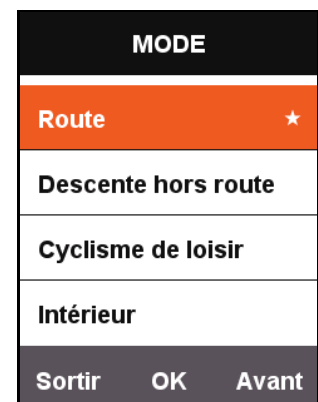 MODE
Route ★
Descente hors route
Cyclisme de loisir
Intérieur
Sortir OK Avant